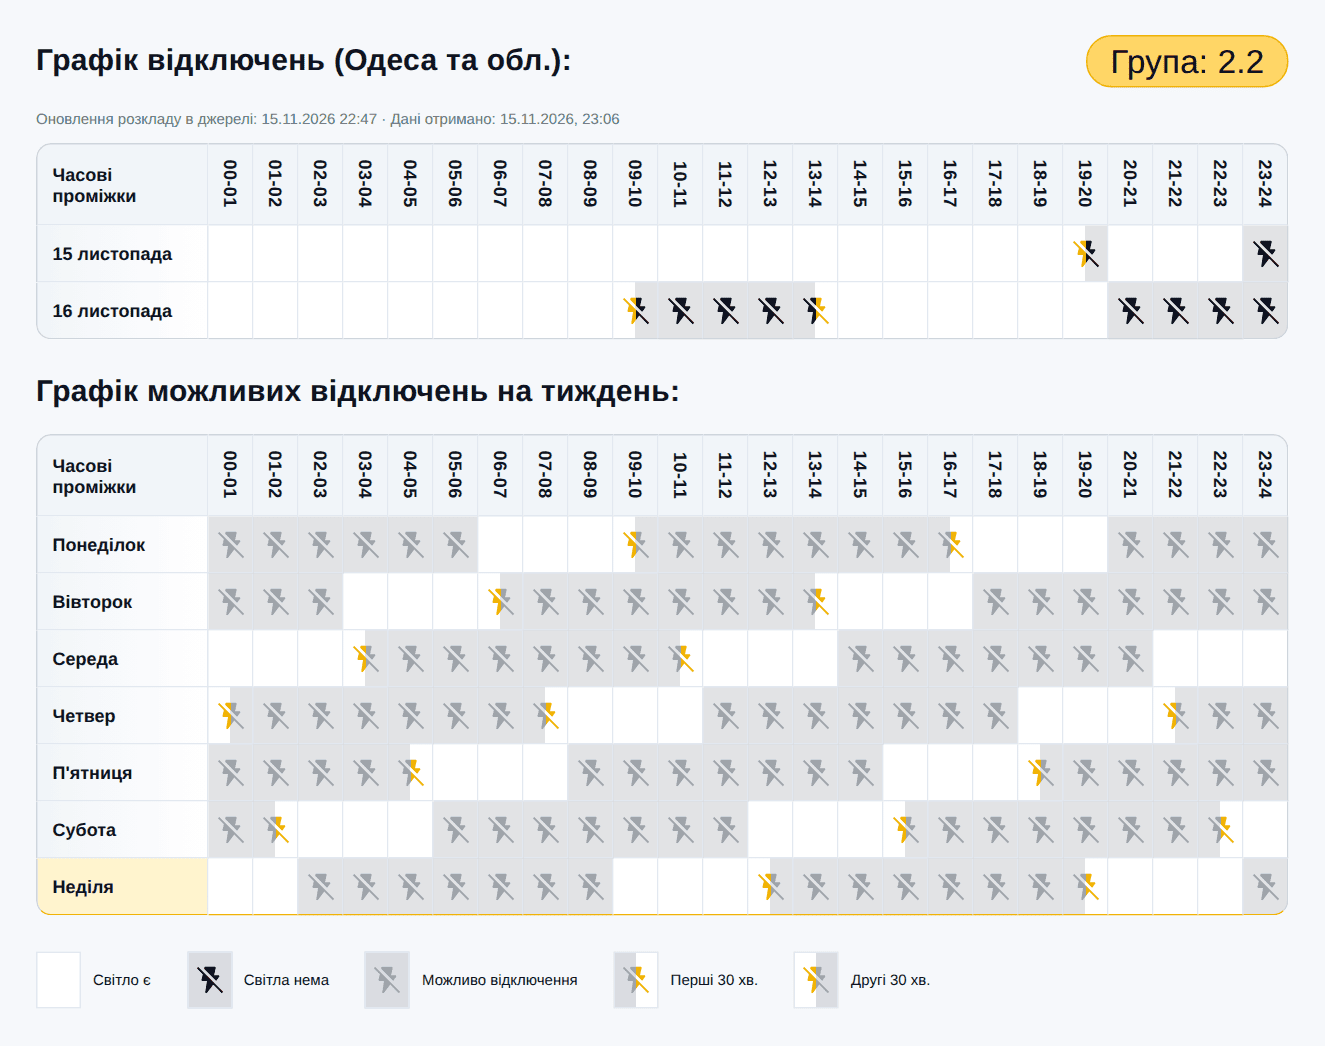 Графік відключень (Одеса та обл.):
Група: 2.2
Оновлення розкладу в джерелі: 15.11.2026 22:47 · Дані отримано: 15.11.2026, 23:06
Часові проміжки 00-01 01-02 02-03 03-04 04-05 05-06 06-07 07-08 08-09 09-10 10-11 11-12 12-13 13-14 14-15 15-16 16-17 17-18 18-19 19-20 20-21 21-22 22-23 23-24
15 листопада
16 листопада
Графік можливих відключень на тиждень:
Часові проміжки 00-01 01-02 02-03 03-04 04-05 05-06 06-07 07-08 08-09 09-10 10-11 11-12 12-13 13-14 14-15 15-16 16-17 17-18 18-19 19-20 20-21 21-22 22-23 23-24
Понеділок
Вівторок
Середа
Четвер
П'ятниця
Субота
Неділя
Світло є Світла нема Можливо відключення Перші 30 хв. Другі 30 хв.